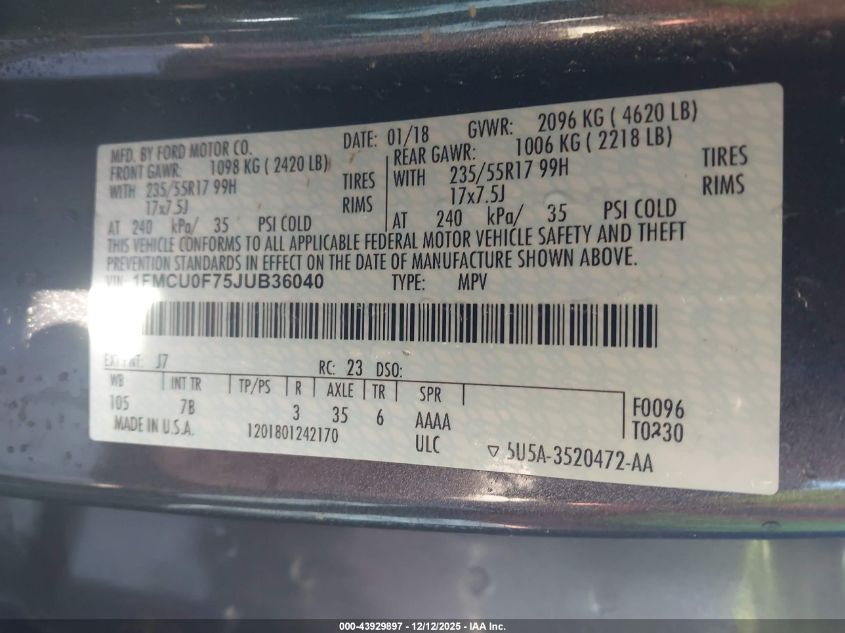 MFD. BY FORD MOTOR CO. DATE: 01/18 GVWR: 2096 KG ( 4620 LB)
FRONT GAWR: 1098 KG ( 2420 LB) REAR GAWR: 1006 KG ( 2218 LB)
WITH 235/55R17 99H TIRES WITH 235/55R17 99H TIRES
17x7.5J RIMS 17x7.5J RIMS
AT 240 kPa/ 35 PSI COLD AT 240 kPa/ 35 PSI COLD
THIS VEHICLE CONFORMS TO ALL APPLICABLE FEDERAL MOTOR VEHICLE SAFETY AND THEFT
PREVENTION STANDARDS IN EFFECT ON THE DATE OF MANUFACTURE SHOWN ABOVE.
VIN: 1FMCU0F75JUB36040 TYPE: MPV
EXT PNT: J7 RC: 23 DSO:
WB INT TR TP/PS R AXLE TR SPR
105 7B 3 35 6 AAAA F0096
MADE IN U.S.A. 1201801242170 ULC T0230
▽ 5U5A-3520472-AA
000-43929897 - 12/12/2025 - IAA Inc.